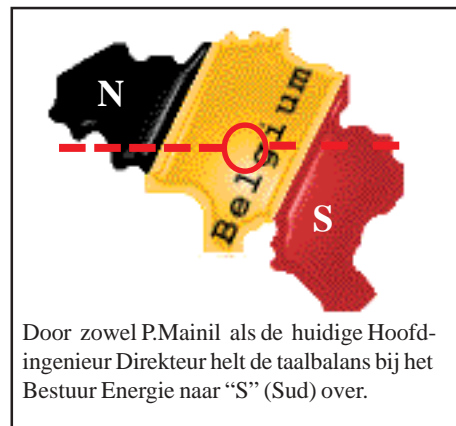 N
Belgium
S
Door zowel P.Mainil als de huidige Hoofd-
ingenieur Direkteur helt de taalbalans bij het
Bestuur Energie naar “S” (Sud) over.